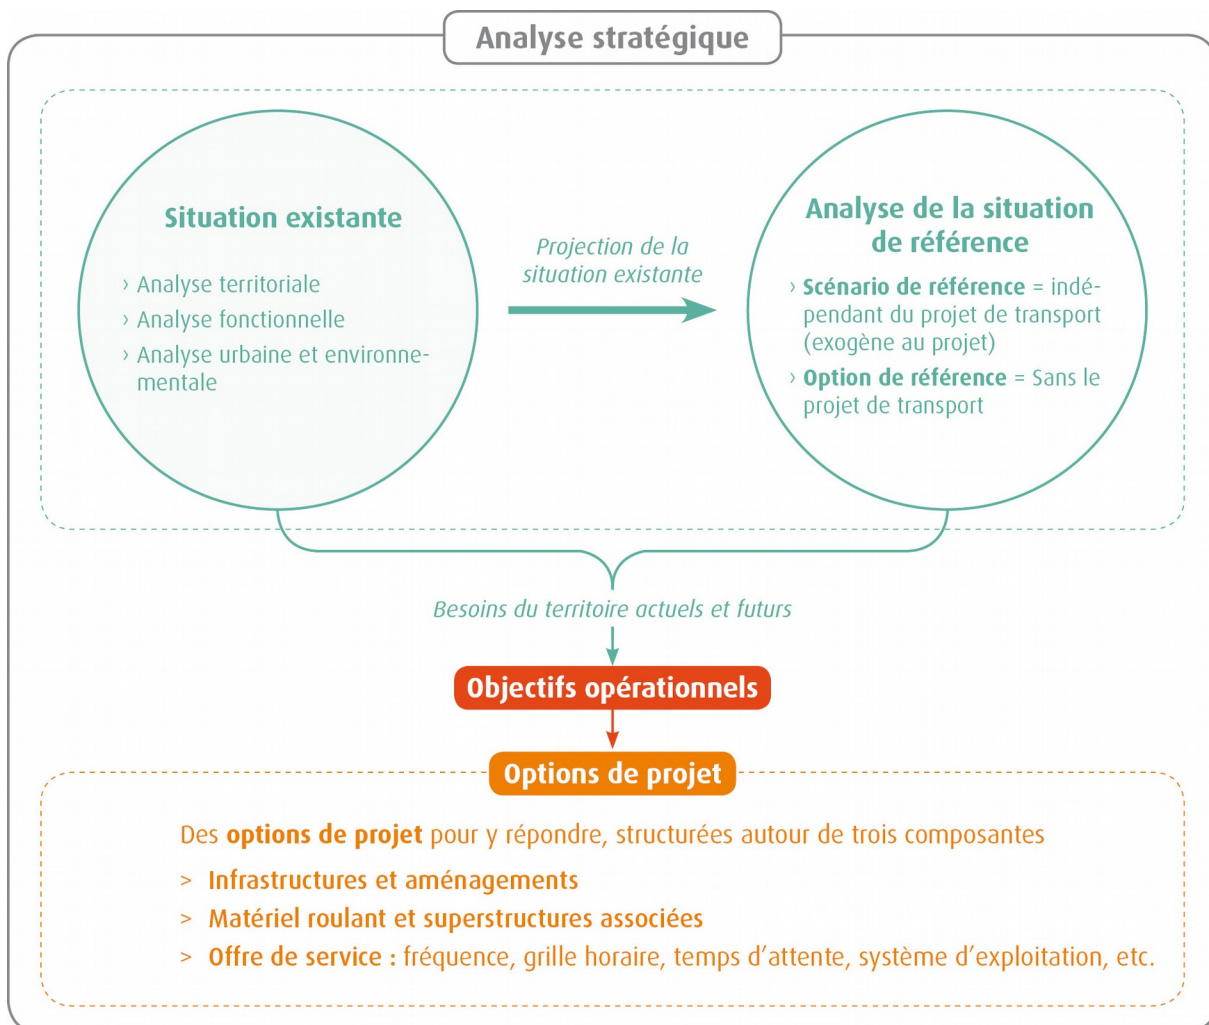 Analyse stratégique
Situation existante
› Analyse territoriale
› Analyse fonctionnelle
› Analyse urbaine et environne-
mentale
Projection de la
situation existante
Analyse de la situation
de référence
› Scénario de référence = indé-
pendant du projet de transport
(exogène au projet)
› Option de référence = Sans le
projet de transport
Besoins du territoire actuels et futurs
Objectifs opérationnels
Options de projet
Des options de projet pour y répondre, structurées autour de trois composantes
> Infrastructures et aménagements
> Matériel roulant et superstructures associées
> Offre de service : fréquence, grille horaire, temps d’attente, système d’exploitation, etc.